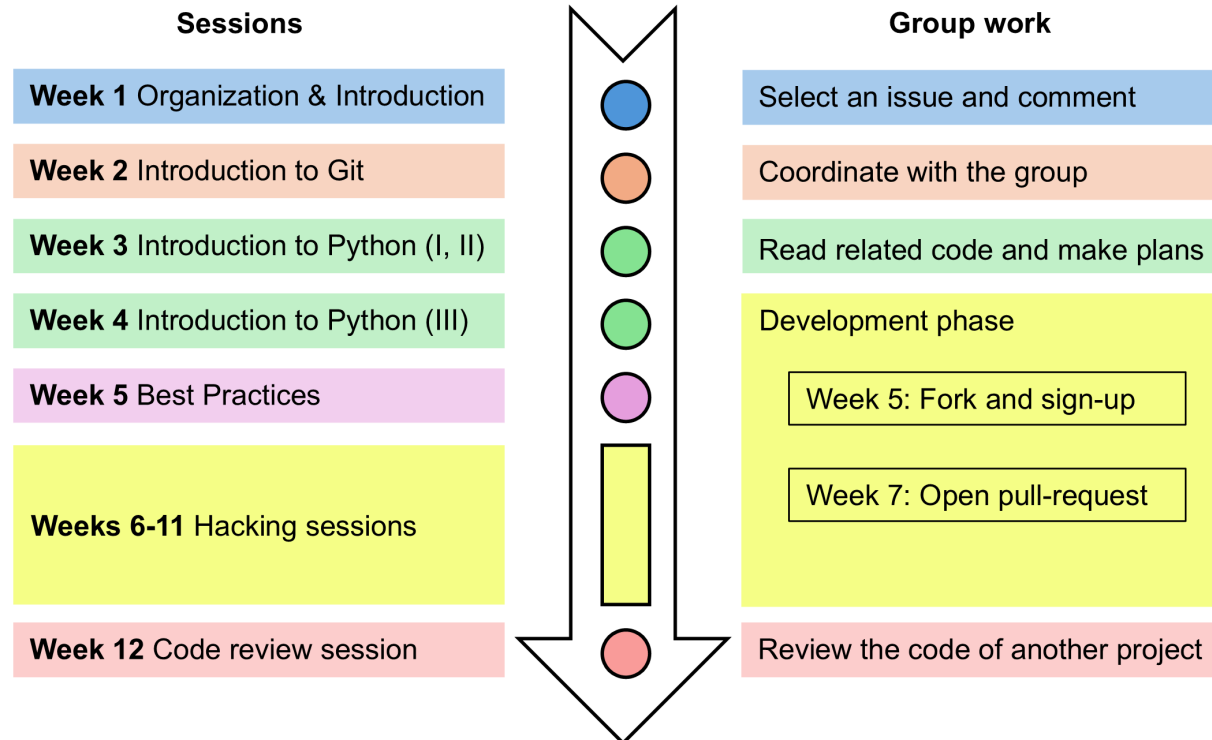 Sessions
Group work
Week 1 Organization & Introduction
Select an issue and comment
Week 2 Introduction to Git
Coordinate with the group
Week 3 Introduction to Python (I, II)
Read related code and make plans
Week 4 Introduction to Python (III)
Development phase
Week 5 Best Practices
Week 5: Fork and sign-up
Week 7: Open pull-request
Weeks 6-11 Hacking sessions
Week 12 Code review session
Review the code of another project